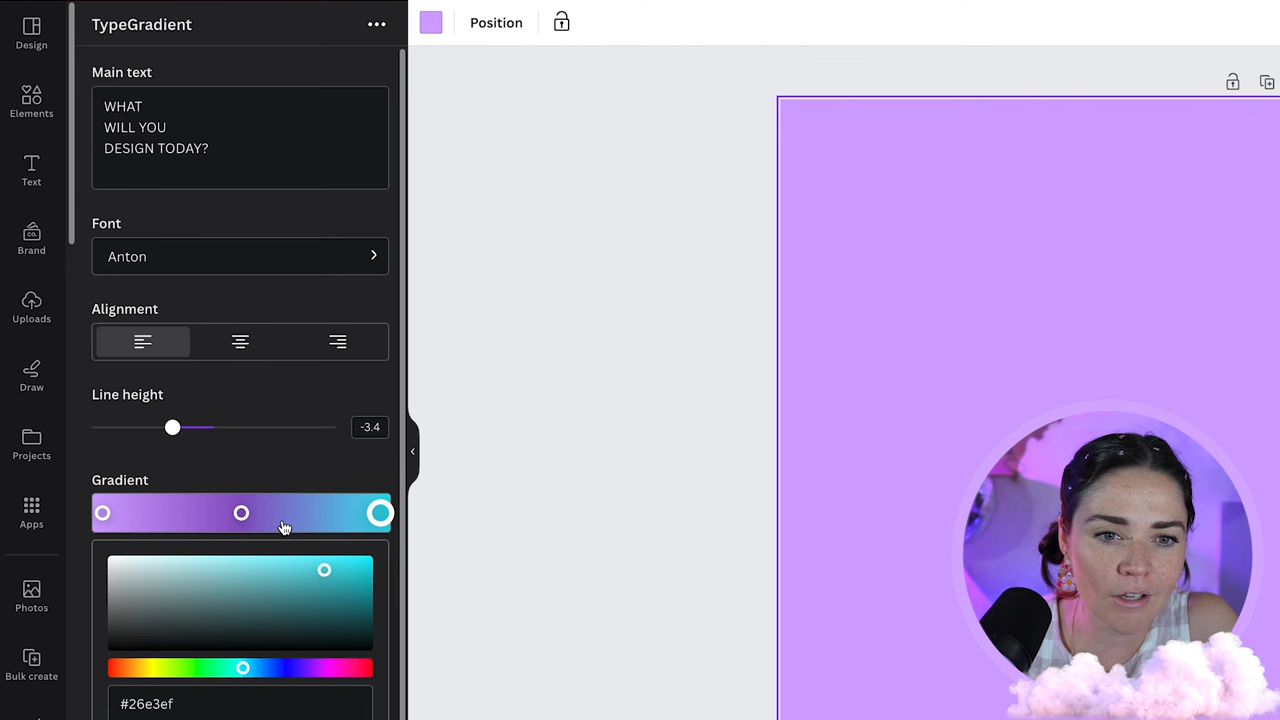 Design
Elements
Text
Brand
CO.
Uploads
Draw
Projects
Apps
Photos
Bulk create
TypeGradient
Main text
WHAT
WILL YOU
DESIGN TODAY?
Font
Anton
Alignment
Line height
-3.4
Gradient
#26e3ef
Position